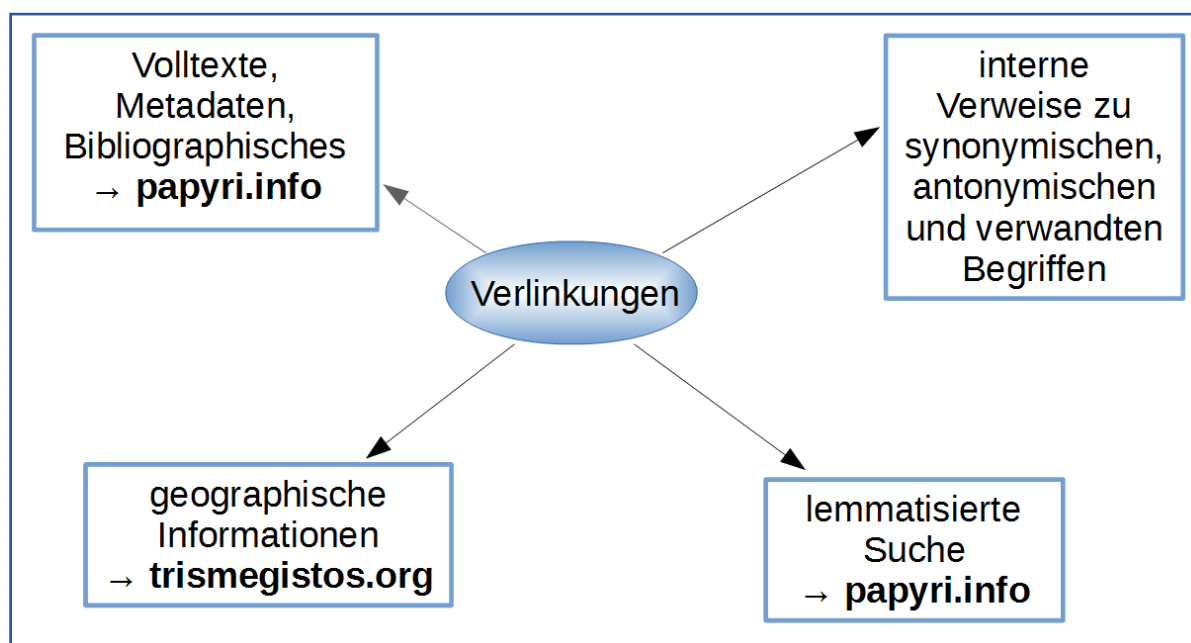 Volltexte,
Metadaten,
Bibliographisches
→ papyri.info
interne
Verweise zu
synonymischen,
antonymischen
und verwandten
Begriffen
Verlinkungen
geographische
Informationen
→ trismegistos.org
lemmatisierte
Suche
→ papyri.info